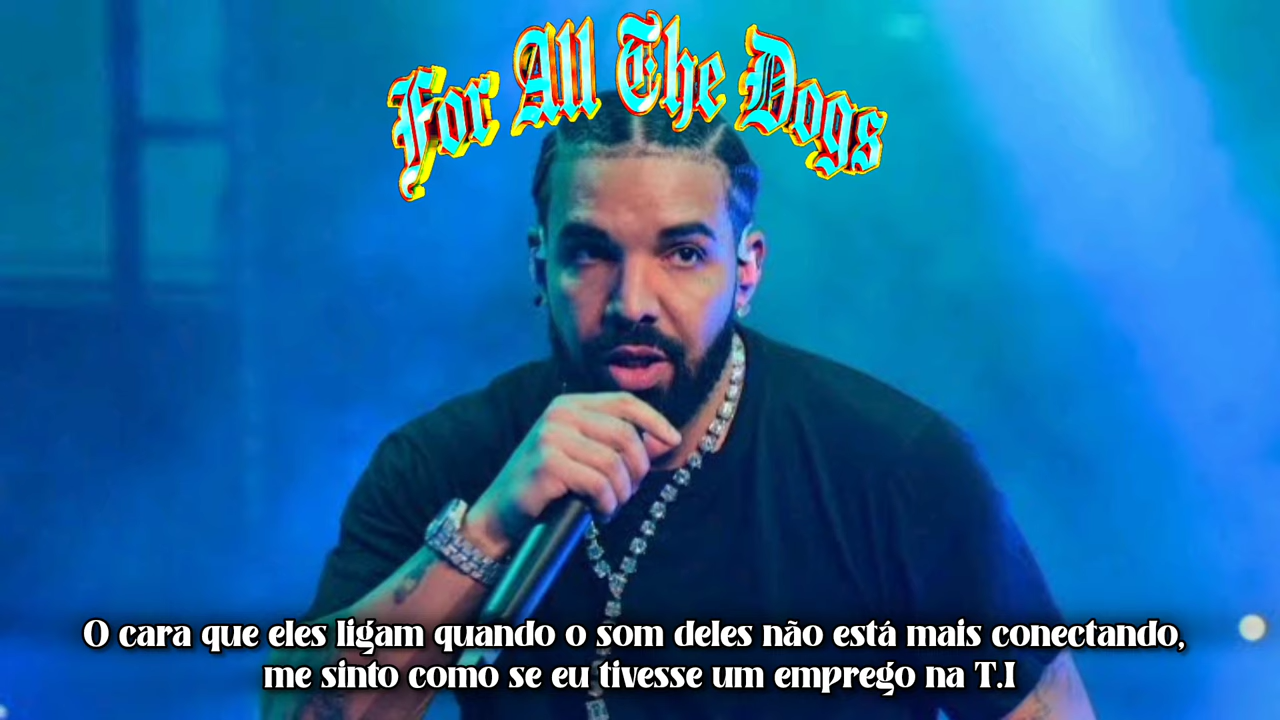 For All The Dogs
O cara que eles ligam quando o som deles não está mais conectando,
me sinto como se eu tivesse um emprego na T.I